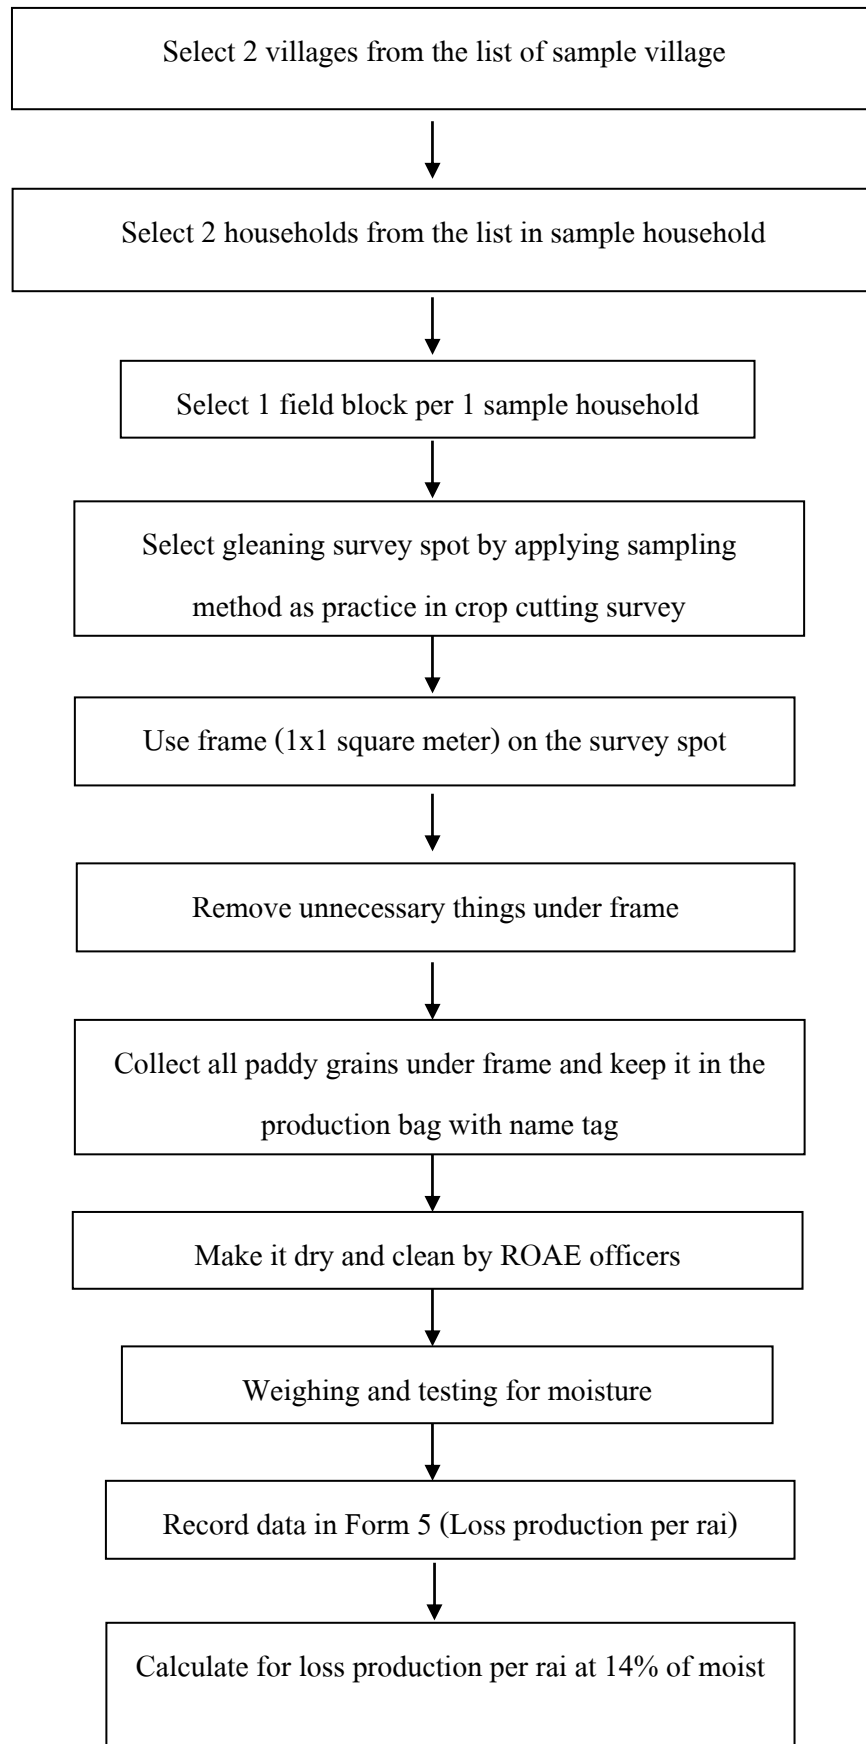 Select 2 villages from the list of sample village
Select 2 households from the list in sample household
Select 1 field block per 1 sample household
Select gleaning survey spot by applying sampling
method as practice in crop cutting survey
Use frame (1x1 square meter) on the survey spot
Remove unnecessary things under frame
Collect all paddy grains under frame and keep it in the
production bag with name tag
Make it dry and clean by ROAE officers
Weighing and testing for moisture
Record data in Form 5 (Loss production per rai)
Calculate for loss production per rai at 14% of moist